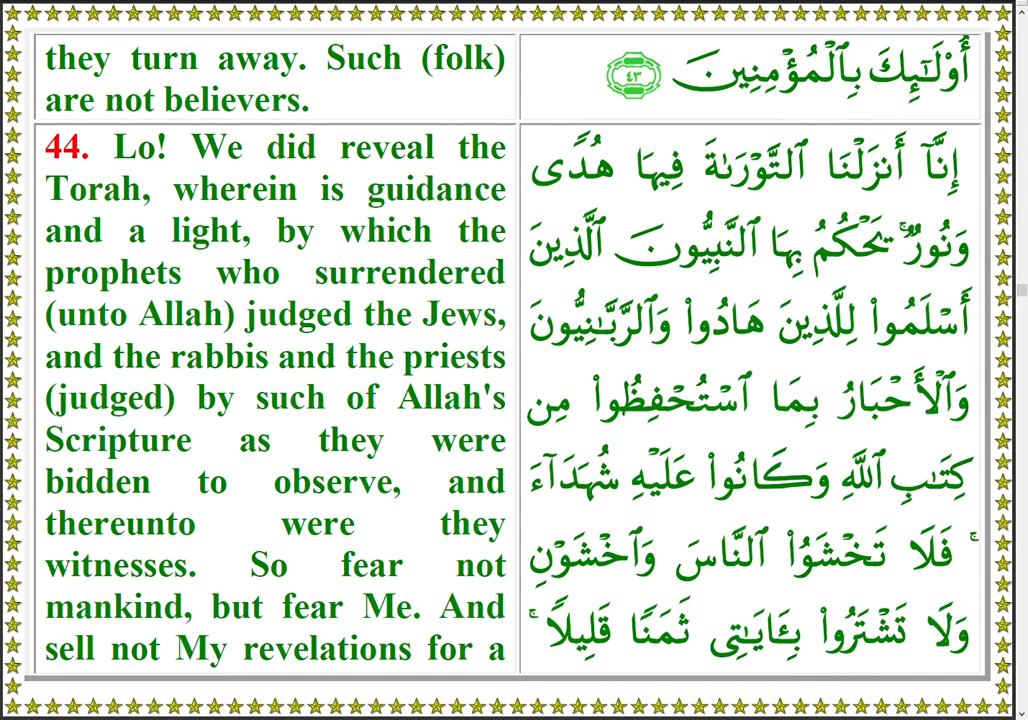 they turn away. Such (folk)
are not believers.
أُوْلَـٰٓئِكَ بِٱلْمُؤْمِنِينَ ٤٣
44. Lo! We did reveal the
Torah, wherein is guidance
and a light, by which the
prophets who surrendered
(unto Allah) judged the Jews,
and the rabbis and the priests
(judged) by such of Allah's
Scripture as they were
bidden to observe, and
thereunto were they
witnesses. So fear not
mankind, but fear Me. And
sell not My revelations for a
إِنَّآ أَنزَلْنَا ٱلتَّوْرَىٰةَ فِيهَا هُدًى
وَنُورٌ ۚ يَحْكُمُ بِهَا ٱلنَّبِيُّونَ ٱلَّذِينَ
أَسْلَمُوا۟ لِلَّذِينَ هَادُوا۟ وَٱلرَّبَّـٰنِيُّونَ
وَٱلْأَحْبَارُ بِمَا ٱسْتُحْفِظُوا۟ مِن
كِتَـٰبِ ٱللَّهِ وَكَانُوا۟ عَلَيْهِ شُهَدَآءَ
ۚ فَلَا تَخْشَوُا۟ ٱلنَّاسَ وَٱخْشَوْنِ
وَلَا تَشْتَرُوا۟ بِـَٔايَـٰتِى ثَمَنًا قَلِيلًا ۚ